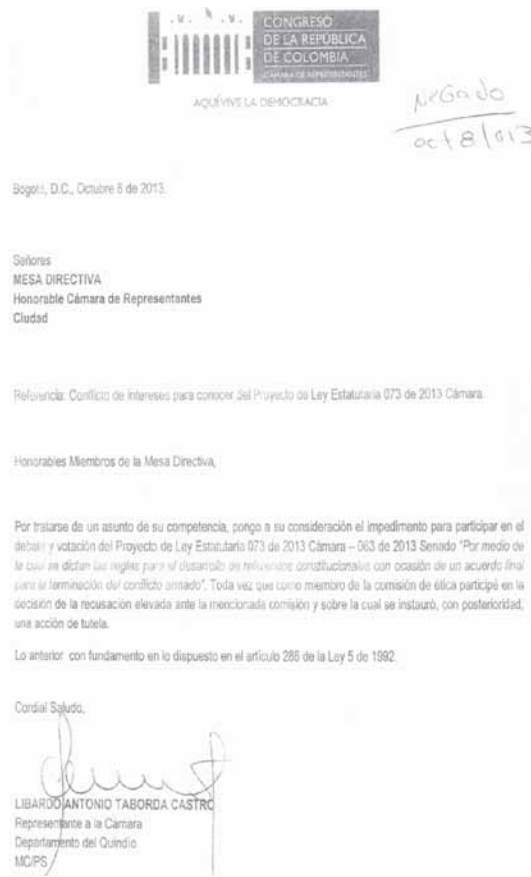 CONGRESO
DE LA REPÚBLICA
DE COLOMBIA
CÁMARA DE REPRESENTANTES
AQUÍ VIVE LA DEMOCRACIA
Negado
oct 8/013
Bogotá, D.C., Octubre 8 de 2013.
Señores
MESA DIRECTIVA
Honorable Cámara de Representantes
Ciudad
Referencia: Conflicto de intereses para conocer del Proyecto de Ley Estatutaria 073 de 2013 Cámara.
Honorables Miembros de la Mesa Directiva,
Por tratarse de un asunto de su competencia, pongo a su consideración el impedimento para participar en el
debate y votación del Proyecto de Ley Estatutaria 073 de 2013 Cámara – 063 de 2013 Senado "Por medio de
la cual se dictan las reglas para el desarrollo de referendos constitucionales con ocasión de un acuerdo final
para la terminación del conflicto armado". Toda vez que como miembro de la comisión de ética participé en la
decisión de la recusación elevada ante la mencionada comisión y sobre la cual se instauró, con posterioridad,
una acción de tutela.
Lo anterior con fundamento en lo dispuesto en el artículo 286 de la Ley 5 de 1992.
Cordial Saludo,
LIBARDO ANTONIO TABORDA CASTRO
Representante a la Cámara
Departamento del Quindío
MC/PS